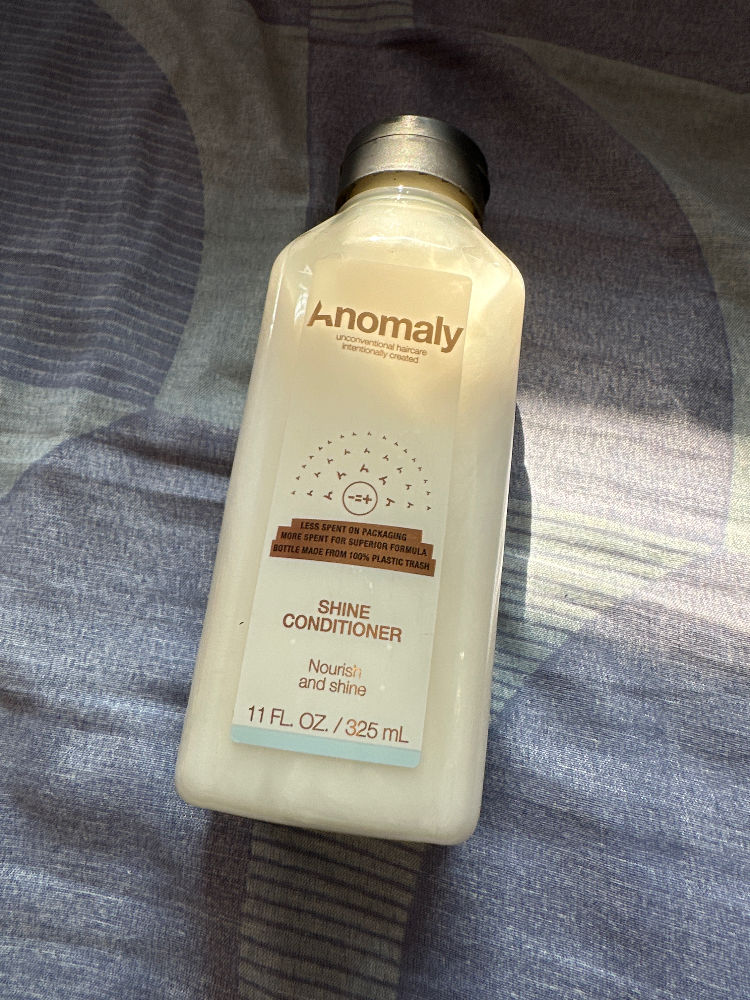 Anomaly
unconventional haircare
intentionally created
-=+
LESS SPENT ON PACKAGING
MORE SPENT FOR SUPERIOR FORMULA
BOTTLE MADE FROM 100% PLASTIC TRASH
SHINE
CONDITIONER
Nourish
and shine
11 FL. OZ. / 325 mL